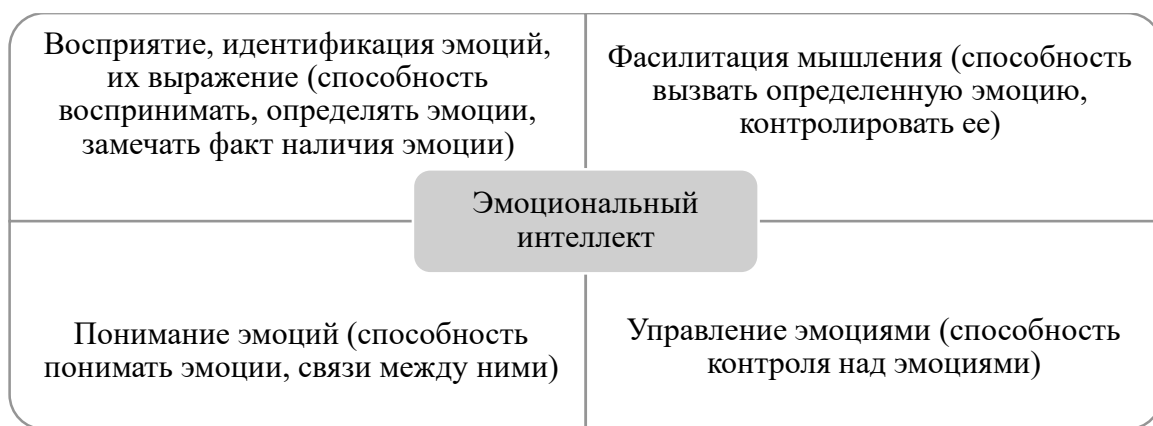 Восприятие, идентификация эмоций,
их выражение (способность
воспринимать, определять эмоции,
замечать факт наличия эмоции)
Фасилитация мышления (способность
вызвать определенную эмоцию,
контролировать ее)
Эмоциональный
интеллект
Понимание эмоций (способность
понимать эмоции, связи между ними)
Управление эмоциями (способность
контроля над эмоциями)